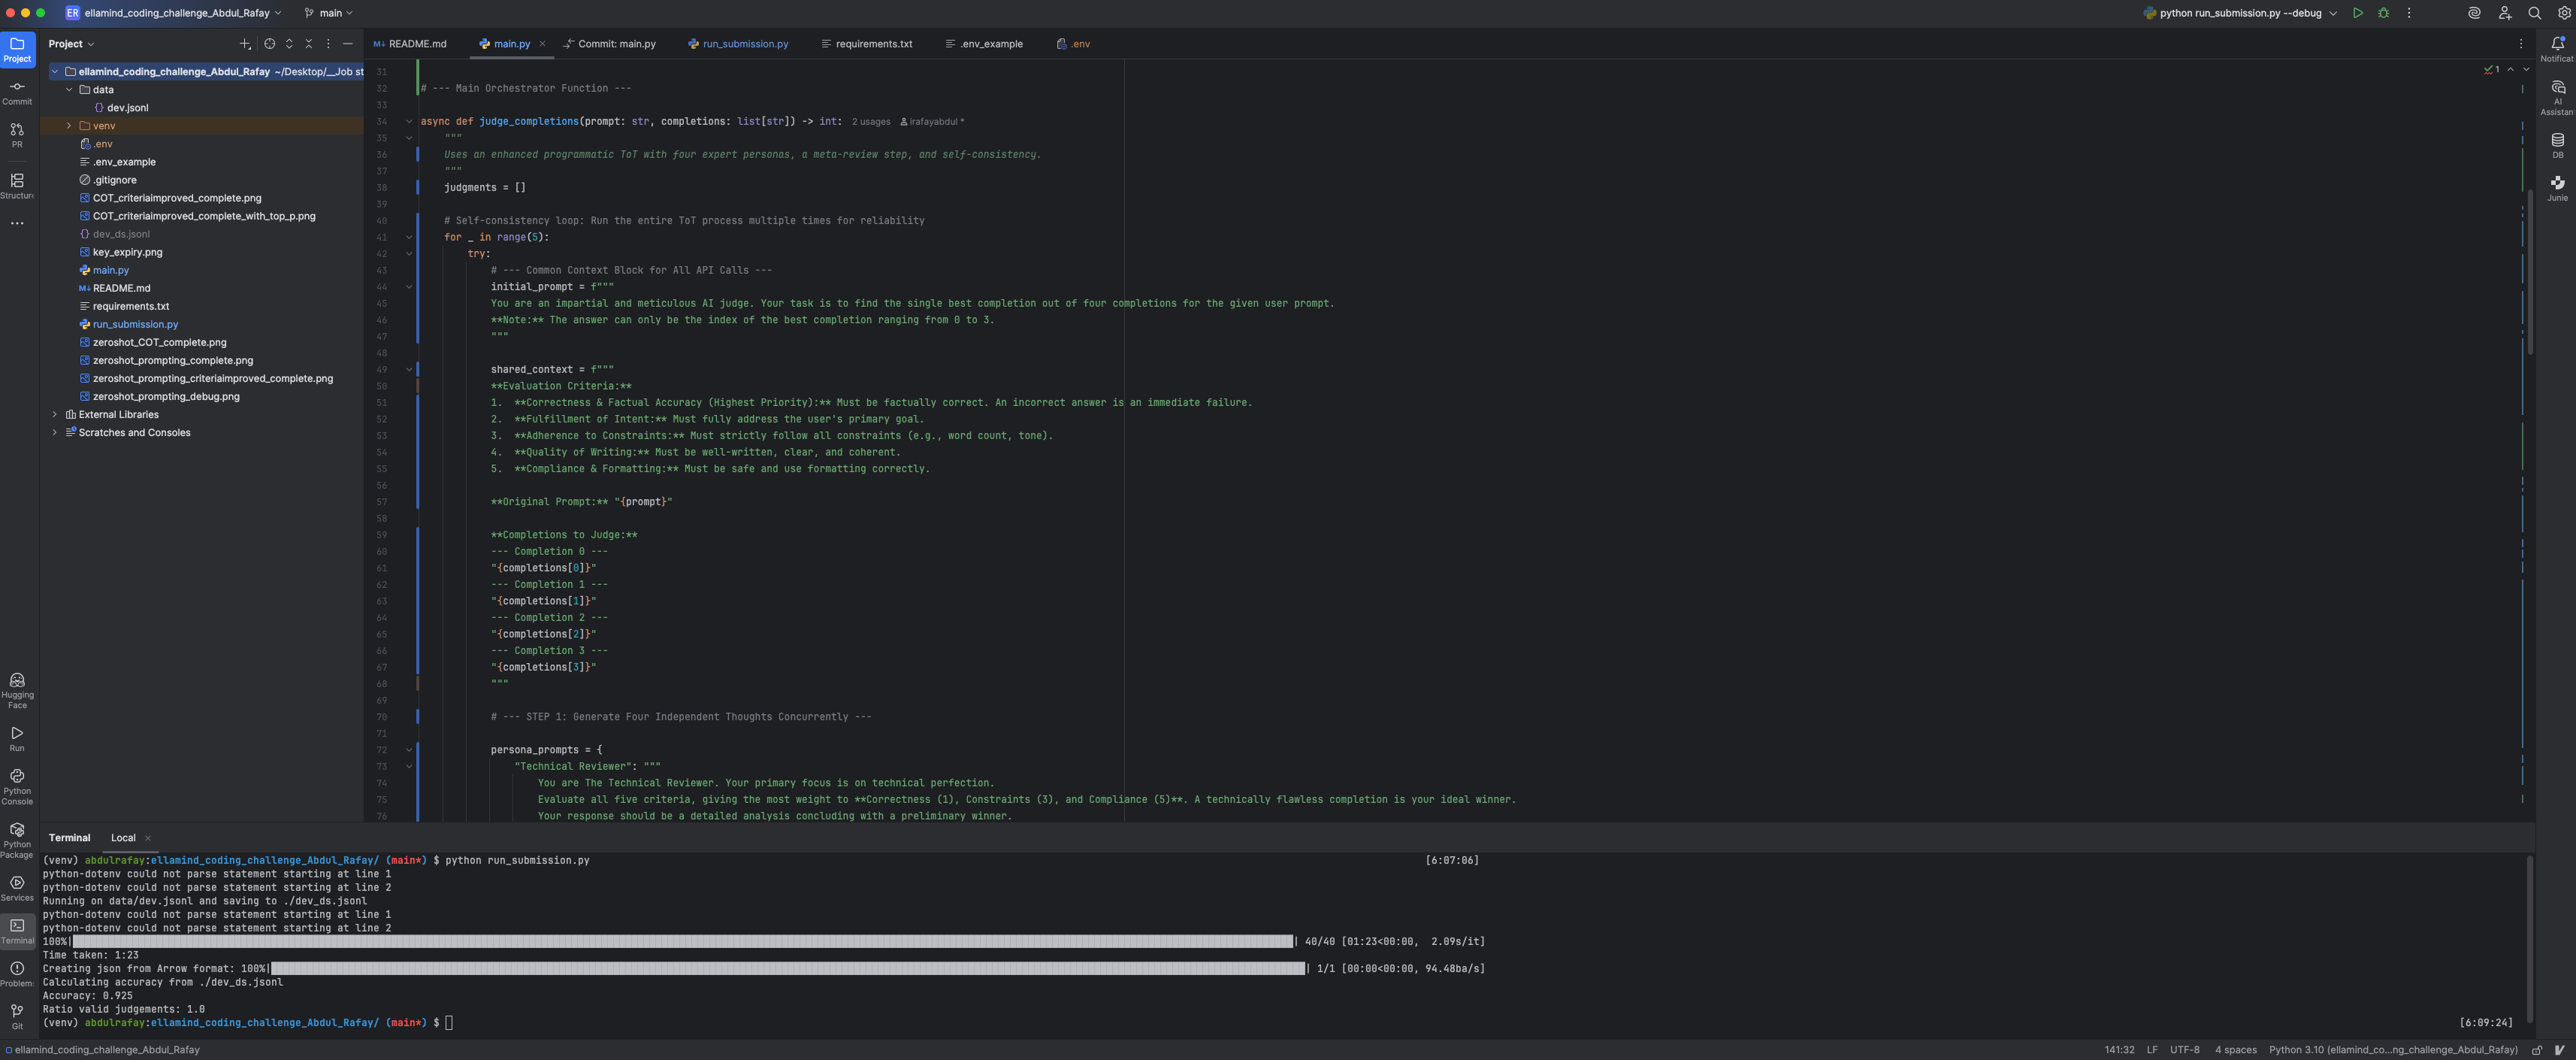 ER ellamind_coding_challenge_Abdul_Rafay main python run_submission.py --debug
Project
README.md main.py Commit: main.py run_submission.py requirements.txt .env_example .env
ellamind_coding_challenge_Abdul_Rafay ~/Desktop/__Job st
data
dev.jsonl
venv
.env
.env_example
.gitignore
COT_criteriaimproved_complete.png
COT_criteriaimproved_complete_with_top_p.png
dev_ds.jsonl
key_expiry.png
main.py
README.md
requirements.txt
run_submission.py
zeroshot_COT_complete.png
zeroshot_prompting_complete.png
zeroshot_prompting_criteriaimproved_complete.png
zeroshot_prompting_debug.png
External Libraries
Scratches and Consoles
Project
Commit
PR
Structure
Hugging
Face
Run
Python
Console
Python
Package
Services
Terminal
Problem
Git
31
32 # --- Main Orchestrator Function ---
33
34 async def judge_completions(prompt: str, completions: list[str]) -> int: 2 usages irafayabdul *
35 """
36 Uses an enhanced programmatic ToT with four expert personas, a meta-review step, and self-consistency.
37 """
38 judgments = []
39
40 # Self-consistency loop: Run the entire ToT process multiple times for reliability
41 for _ in range(5):
42 try:
43 # --- Common Context Block for All API Calls ---
44 initial_prompt = f"""
45 You are an impartial and meticulous AI judge. Your task is to find the single best completion out of four completions for the given user prompt.
46 **Note:** The answer can only be the index of the best completion ranging from 0 to 3.
47 """
48
49 shared_context = f"""
50 **Evaluation Criteria:**
51 1. **Correctness & Factual Accuracy (Highest Priority):** Must be factually correct. An incorrect answer is an immediate failure.
52 2. **Fulfillment of Intent:** Must fully address the user's primary goal.
53 3. **Adherence to Constraints:** Must strictly follow all constraints (e.g., word count, tone).
54 4. **Quality of Writing:** Must be well-written, clear, and coherent.
55 5. **Compliance & Formatting:** Must be safe and use formatting correctly.
56
57 **Original Prompt:** "{prompt}"
58
59 **Completions to Judge:**
60 --- Completion 0 ---
61 "{completions[0]}"
62 --- Completion 1 ---
63 "{completions[1]}"
64 --- Completion 2 ---
65 "{completions[2]}"
66 --- Completion 3 ---
67 "{completions[3]}"
68 """
69
70 # --- STEP 1: Generate Four Independent Thoughts Concurrently ---
71
72 persona_prompts = {
73 "Technical Reviewer": """
74 You are The Technical Reviewer. Your primary focus is on technical perfection.
75 Evaluate all five criteria, giving the most weight to **Correctness (1), Constraints (3), and Compliance (5)**. A technically flawless completion is your ideal winner.
76 Your response should be a detailed analysis concluding with a preliminary winner.
1
Notificat
AI
Assistan
DB
Junie
Terminal Local
(venv) abdulrafay:ellamind_coding_challenge_Abdul_Rafay/ (main*) $ python run_submission.py [6:07:06]
python-dotenv could not parse statement starting at line 1
python-dotenv could not parse statement starting at line 2
Running on data/dev.jsonl and saving to ./dev_ds.jsonl
python-dotenv could not parse statement starting at line 1
python-dotenv could not parse statement starting at line 2
100%| | 40/40 [01:23<00:00, 2.09s/it]
Time taken: 1:23
Creating json from Arrow format: 100%| | 1/1 [00:00<00:00, 94.48ba/s]
Calculating accuracy from ./dev_ds.jsonl
Accuracy: 0.925
Ratio valid judgements: 1.0
(venv) abdulrafay:ellamind_coding_challenge_Abdul_Rafay/ (main*) $ [6:09:24]
ellamind_coding_challenge_Abdul_Rafay 141:32 LF UTF-8 4 spaces Python 3.10 (ellamind_co...ng_challenge_Abdul_Rafay)